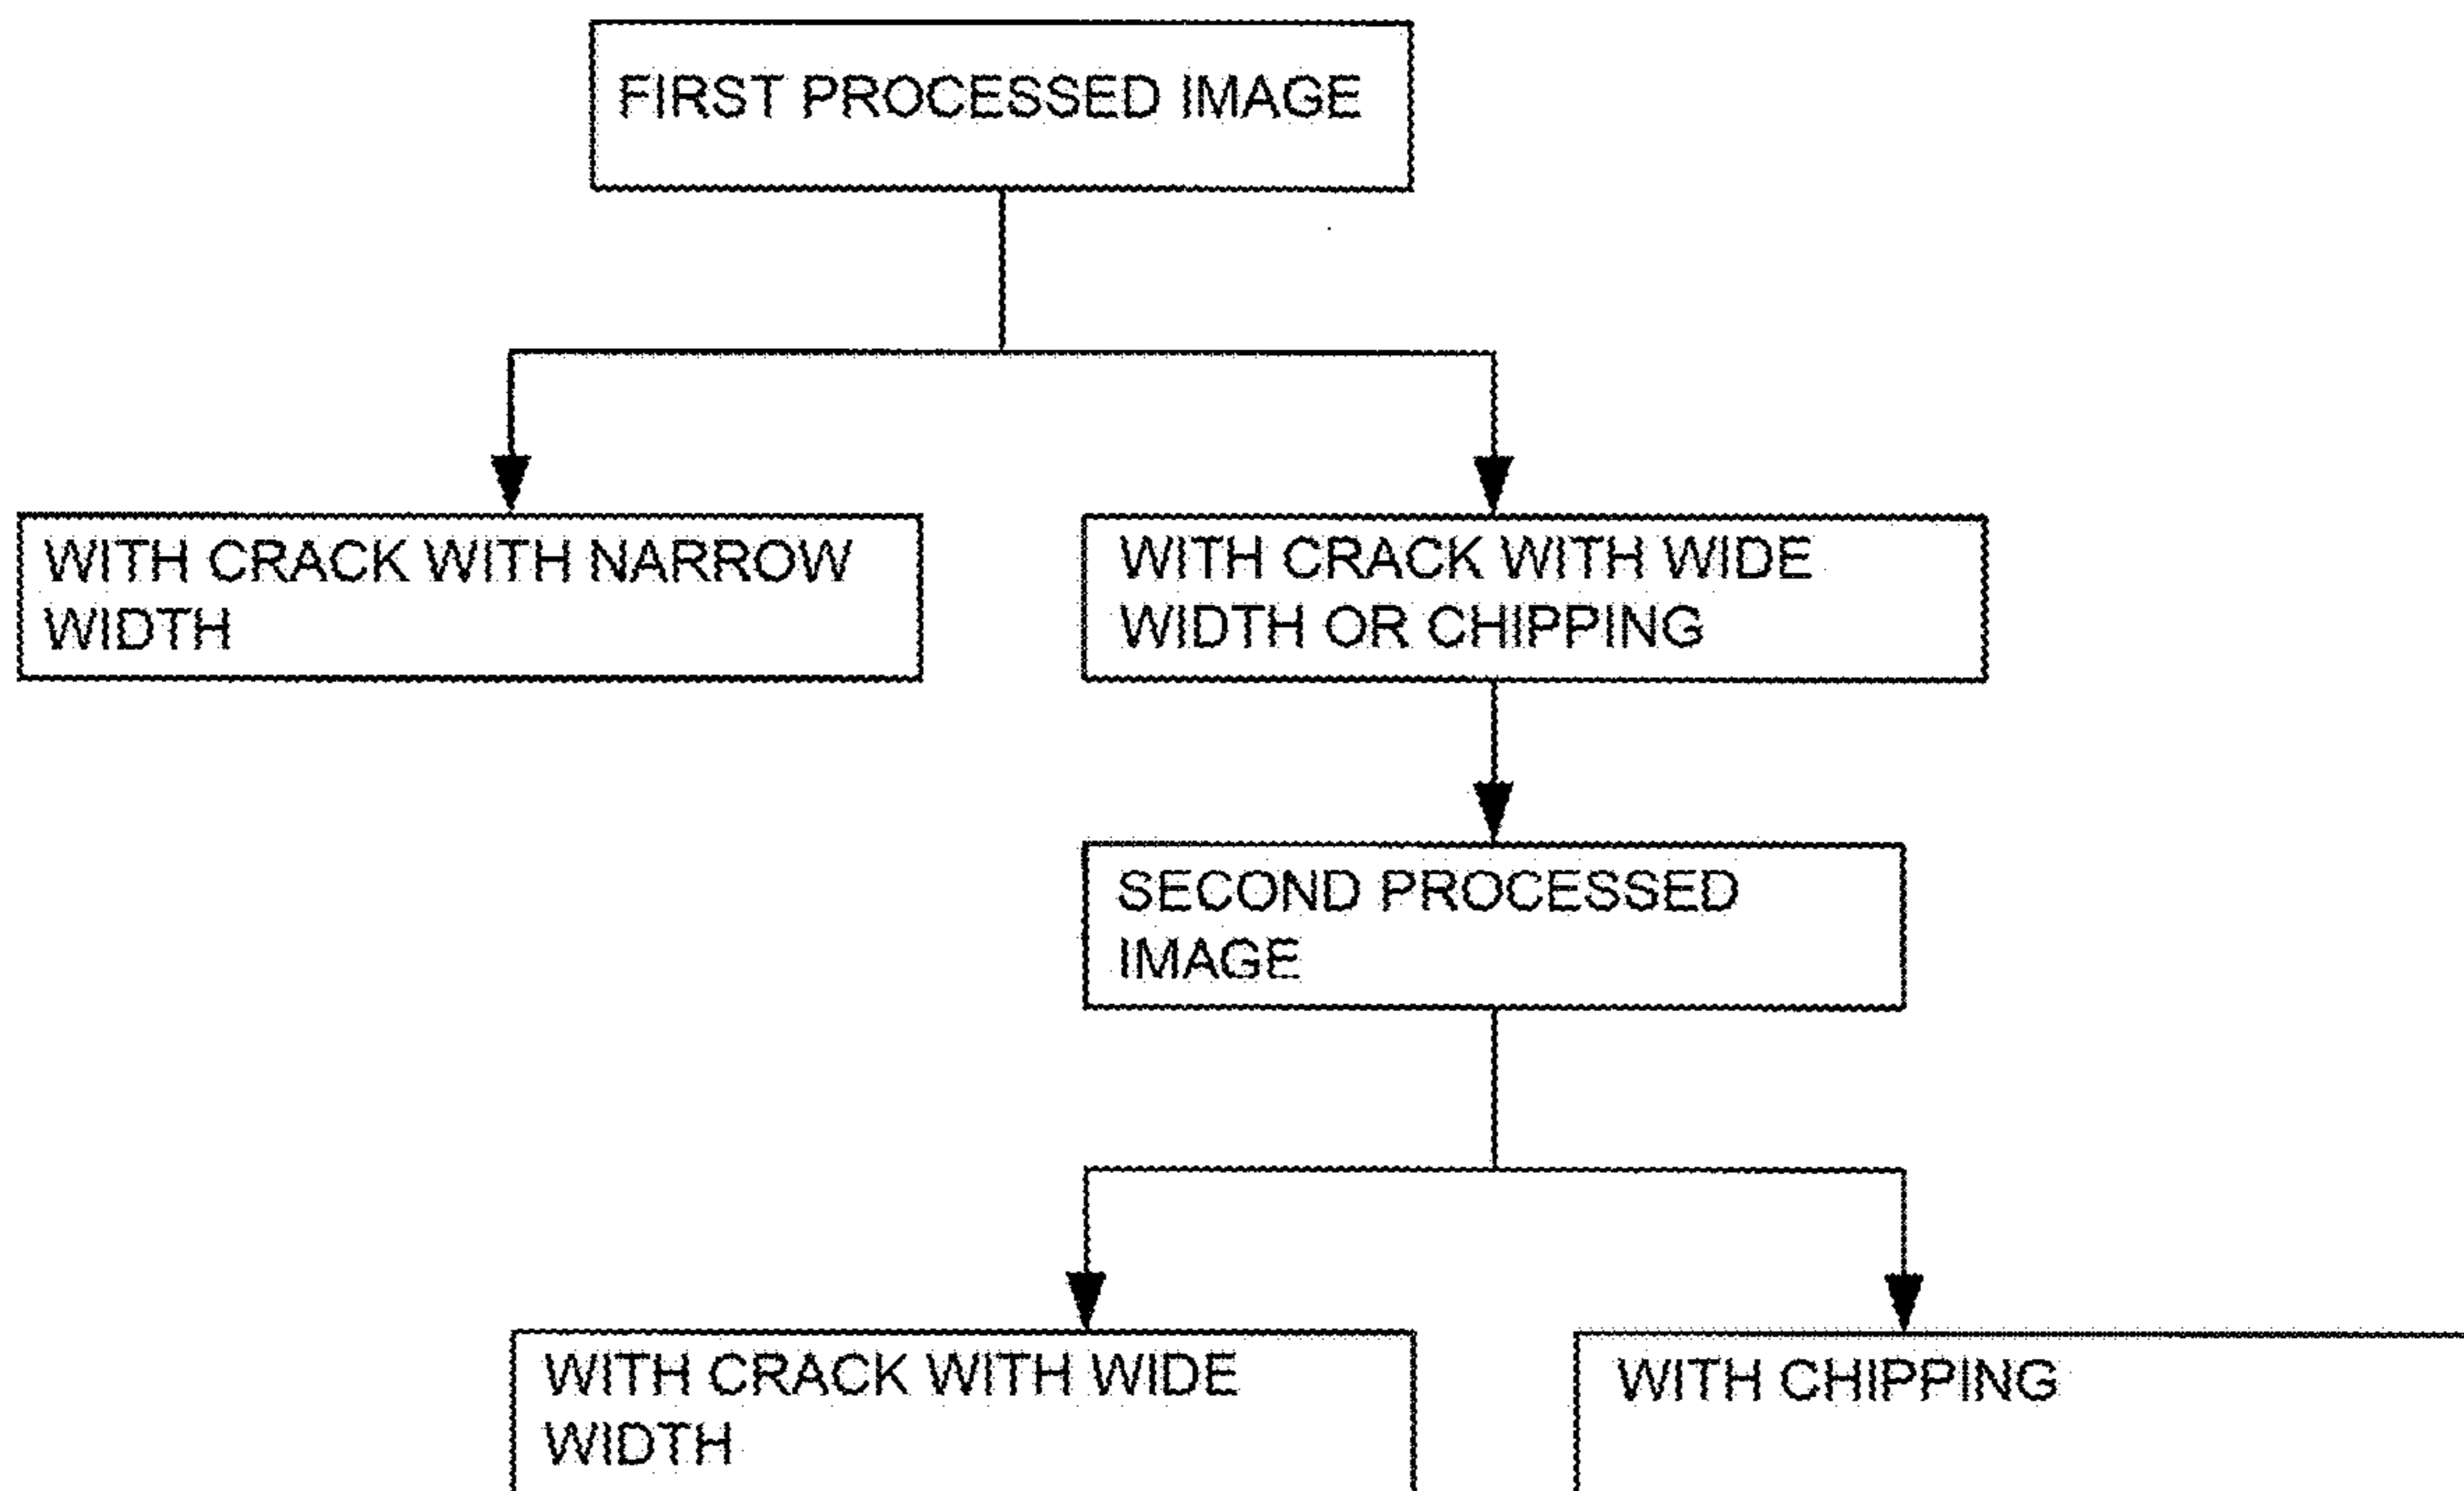 FIRST PROCESSED IMAGE
WITH CRACK WITH NARROW
WIDTH
WITH CRACK WITH WIDE
WIDTH OR CHIPPING
SECOND PROCESSED
IMAGE
WITH CRACK WITH WIDE
WIDTH
WITH CHIPPING